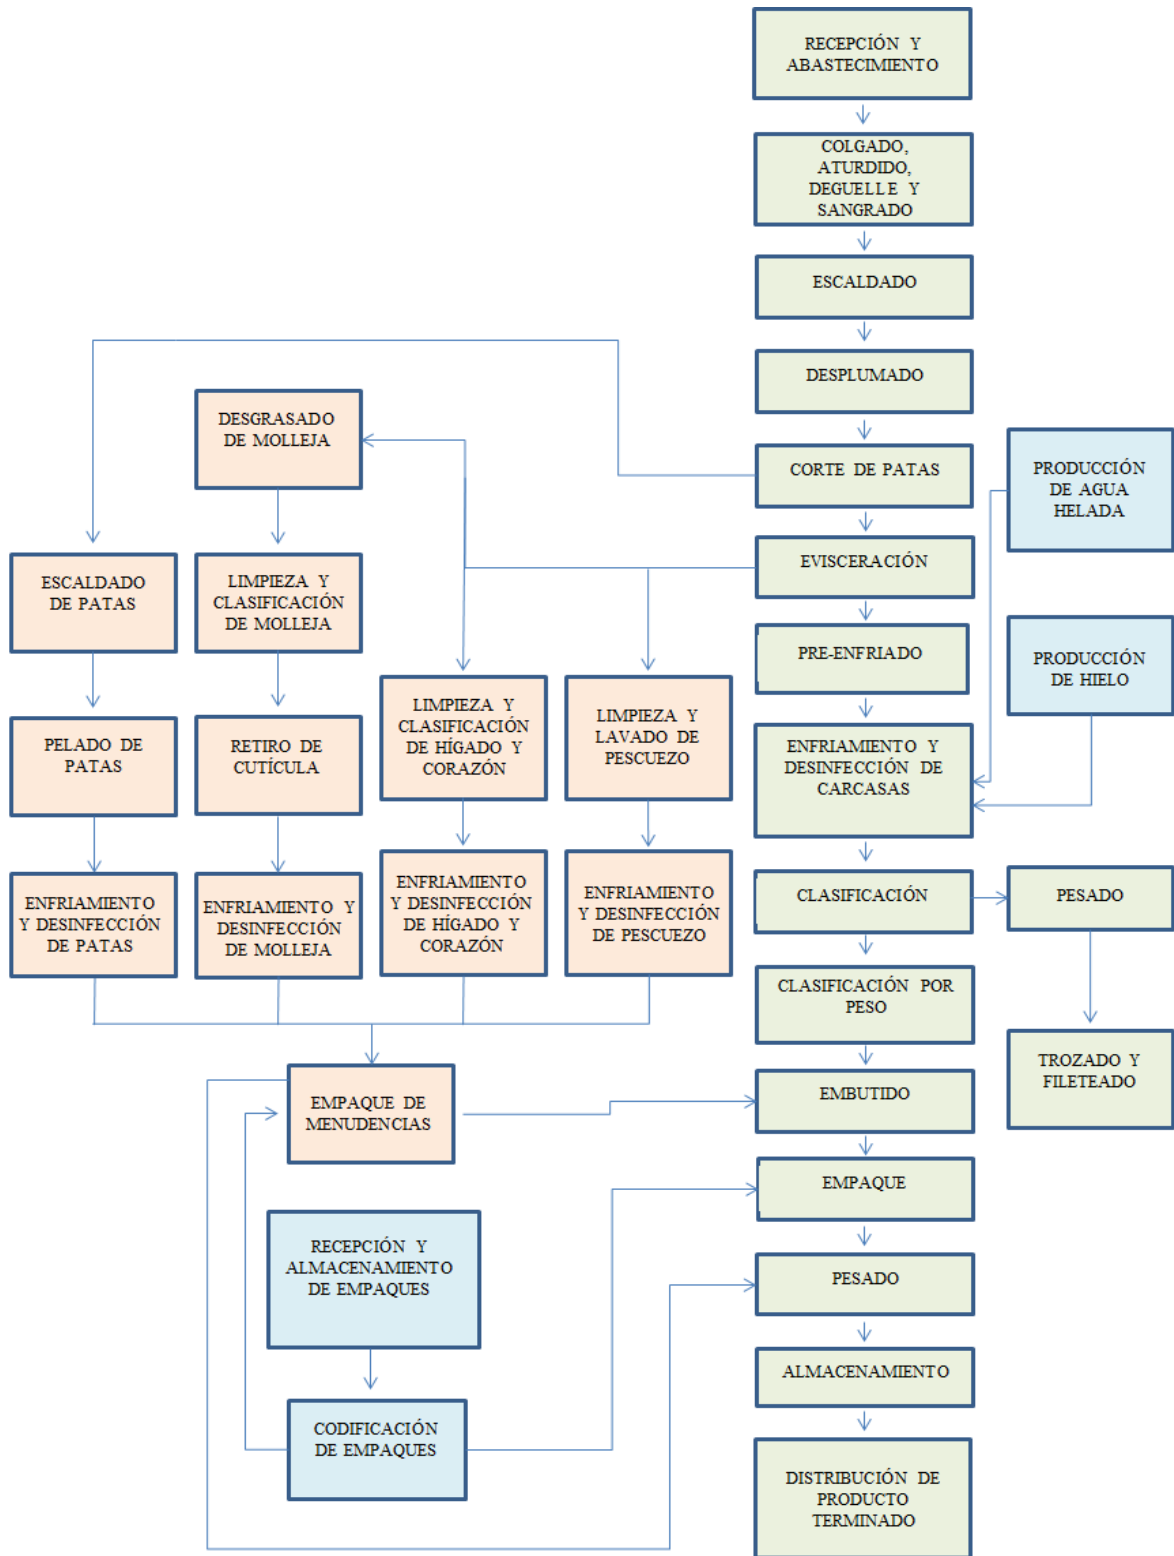 RECEPCIÓN Y
ABASTECIMIENTO
COLGADO,
ATURDIDO,
DEGUELLE Y
SANGRADO
ESCALDADO
DESPLUMADO
DESGRASADO
DE MOLLEJA
CORTE DE PATAS
PRODUCCIÓN
DE AGUA
HELADA
ESCALDADO
DE PATAS
LIMPIEZA Y
CLASIFICACIÓN
DE MOLLEJA
EVISCERACIÓN
PRE-ENFRIADO
PRODUCCIÓN
DE HIELO
PELADO DE
PATAS
RETIRO DE
CUTÍCULA
LIMPIEZA Y
CLASIFICACIÓN
DE HÍGADO Y
CORAZÓN
LIMPIEZA Y
LAVADO DE
PESCUEZO
ENFRIAMIENTO Y
DESINFECCIÓN DE
CARCASAS
ENFRIAMIENTO
Y DESINFECCIÓN
DE PATAS
ENFRIAMIENTO Y
DESINFECCIÓN
DE MOLLEJA
ENFRIAMIENTO
Y DESINFECCIÓN
DE HÍGADO Y
CORAZÓN
ENFRIAMIENTO
Y DESINFECCIÓN
DE PESCUEZO
CLASIFICACIÓN
PESADO
CLASIFICACIÓN POR
PESO
TROZADO Y
FILETEADO
EMPAQUE DE
MENUDENCIAS
EMBUTIDO
EMPAQUE
RECEPCIÓN Y
ALMACENAMIENTO
DE EMPAQUES
PESADO
ALMACENAMIENTO
CODIFICACIÓN
DE EMPAQUES
DISTRIBUCIÓN DE
PRODUCTO
TERMINADO